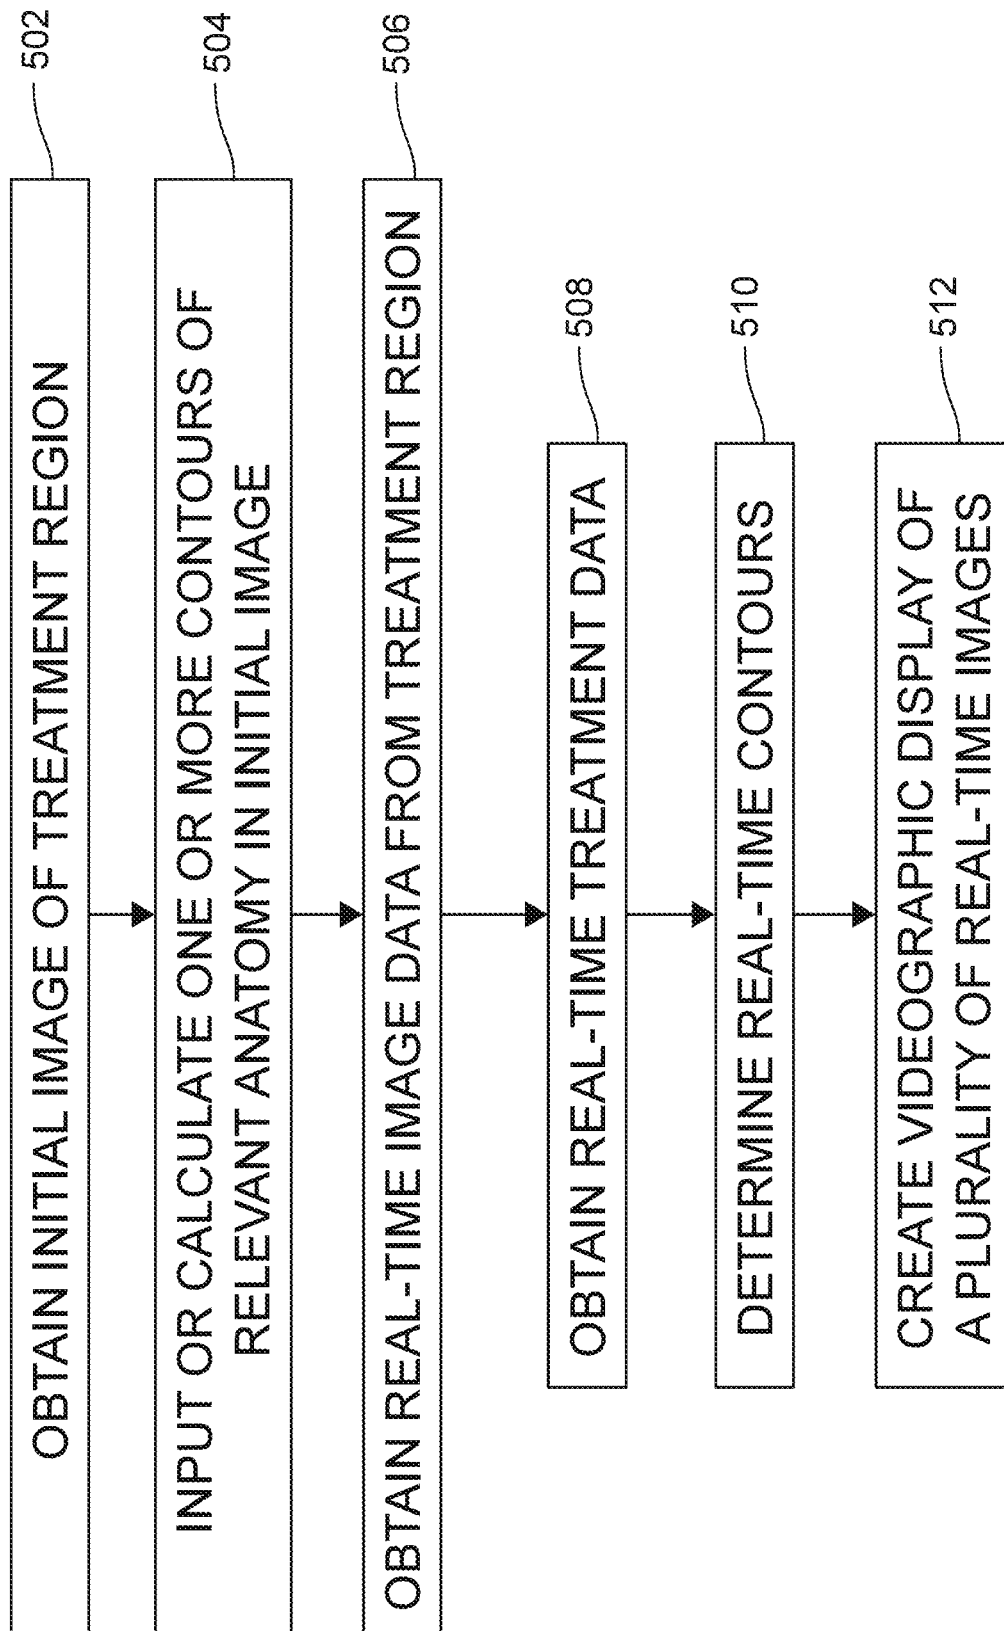 OBTAIN INITIAL IMAGE OF TREATMENT REGION
502
INPUT OR CALCULATE ONE OR MORE CONTOURS OF
RELEVANT ANATOMY IN INITIAL IMAGE
504
OBTAIN REAL-TIME IMAGE DATA FROM TREATMENT REGION
506
OBTAIN REAL-TIME TREATMENT DATA
508
DETERMINE REAL-TIME CONTOURS
510
CREATE VIDEOGRAPHIC DISPLAY OF
A PLURALITY OF REAL-TIME IMAGES
512